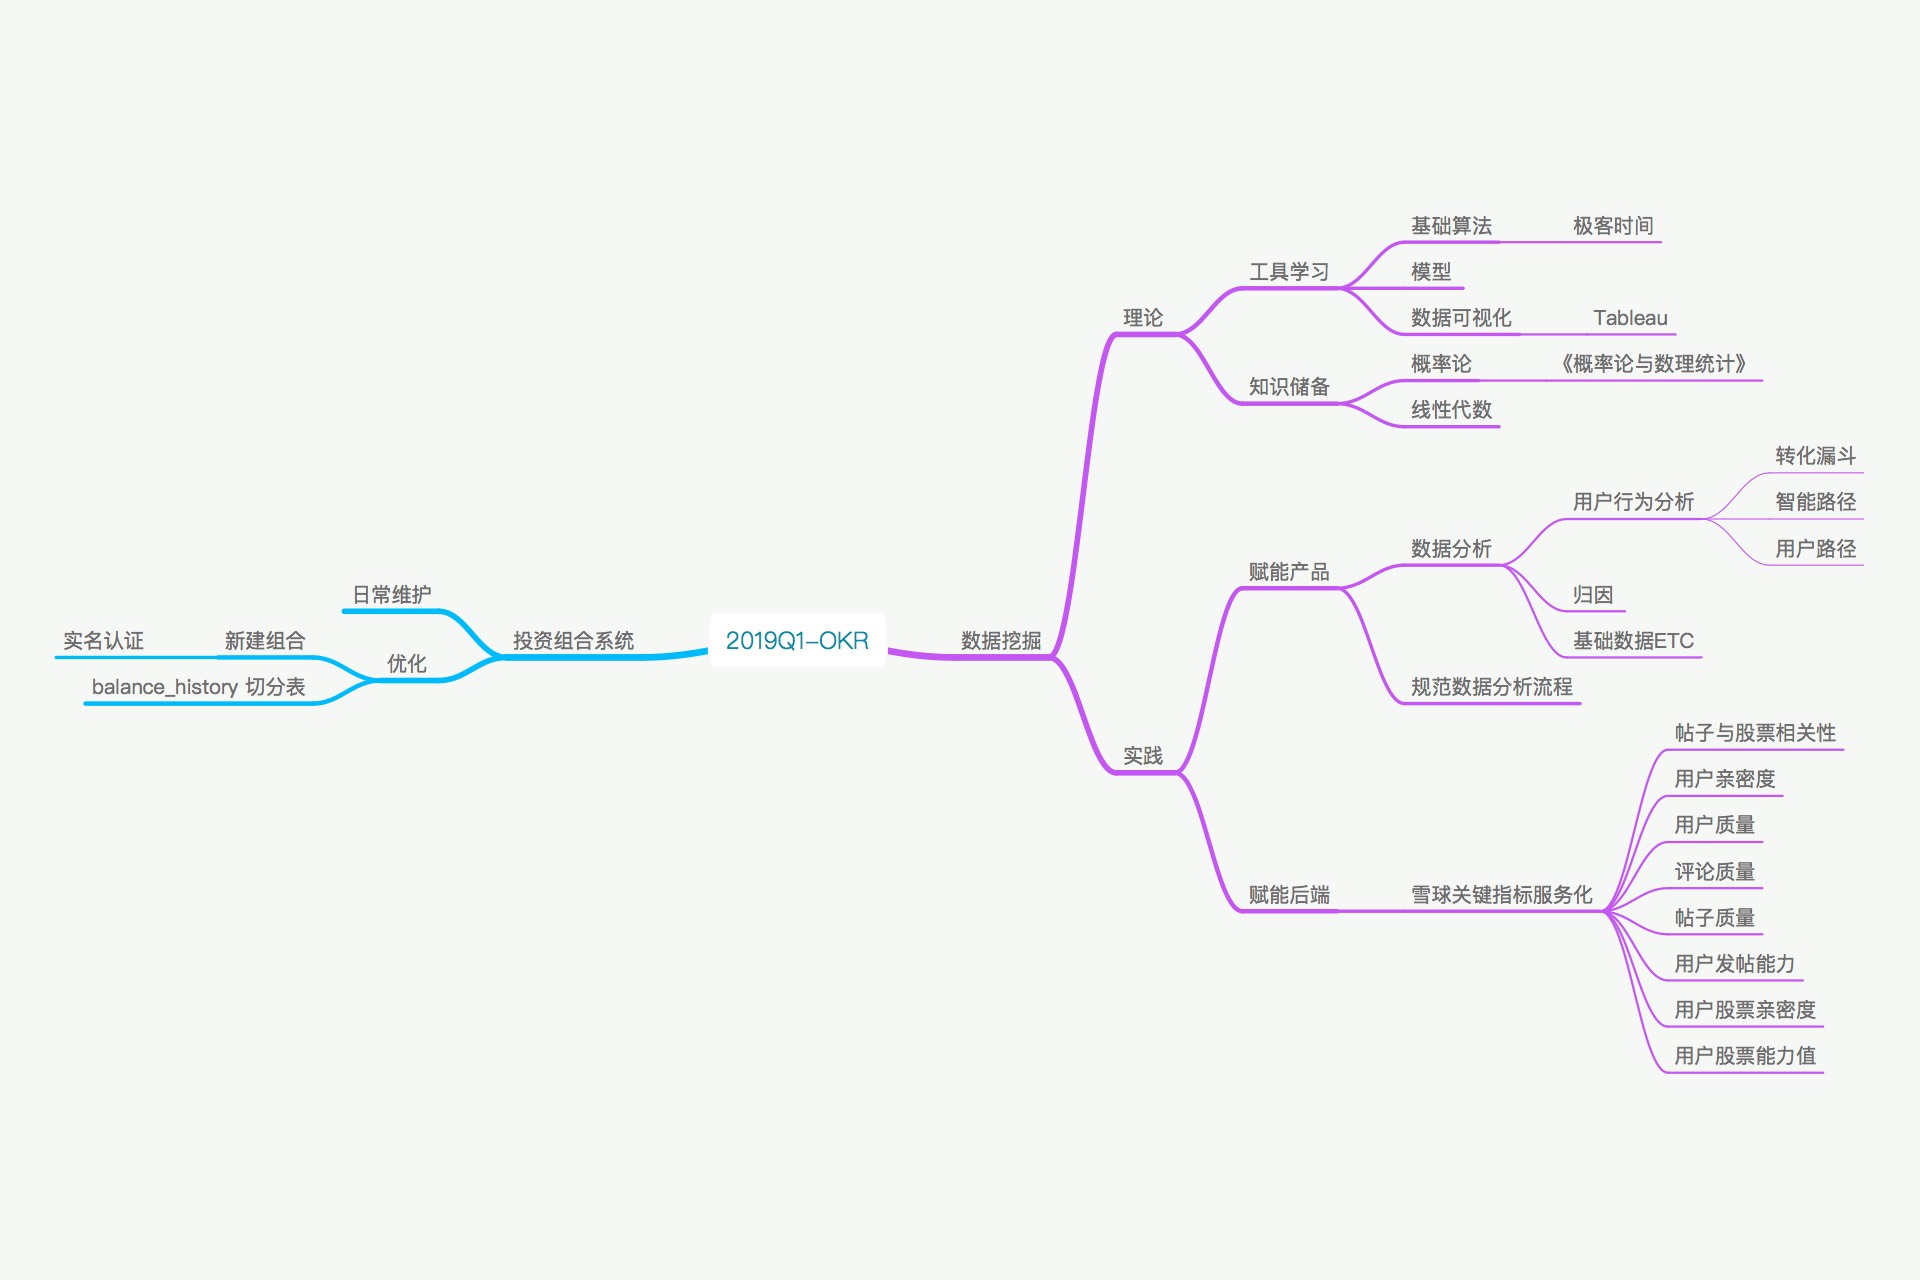 2019Q1-OKR
投资组合系统
日常维护
优化
新建组合
实名认证
balance_history 切分表
数据挖掘
理论
工具学习
基础算法
极客时间
模型
数据可视化
Tableau
知识储备
概率论
《概率论与数理统计》
线性代数
实践
赋能产品
数据分析
用户行为分析
转化漏斗
智能路径
用户路径
归因
基础数据ETC
规范数据分析流程
赋能后端
雪球关键指标服务化
帖子与股票相关性
用户亲密度
用户质量
评论质量
帖子质量
用户发帖能力
用户股票亲密度
用户股票能力值